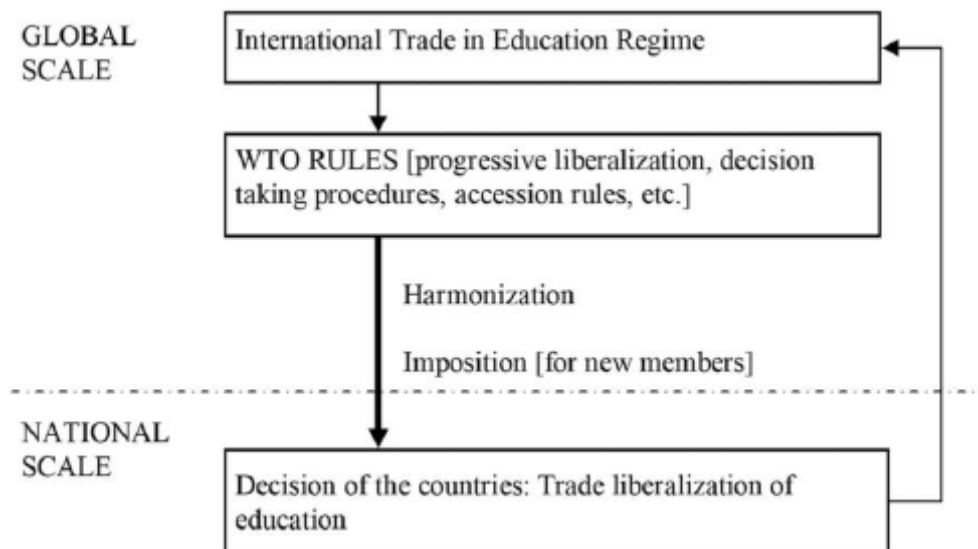 GLOBAL
SCALE
International Trade in Education Regime
WTO RULES [progressive liberalization, decision
taking procedures, accession rules, etc.]
Harmonization
Imposition [for new members]
NATIONAL
SCALE
Decision of the countries: Trade liberalization of
education